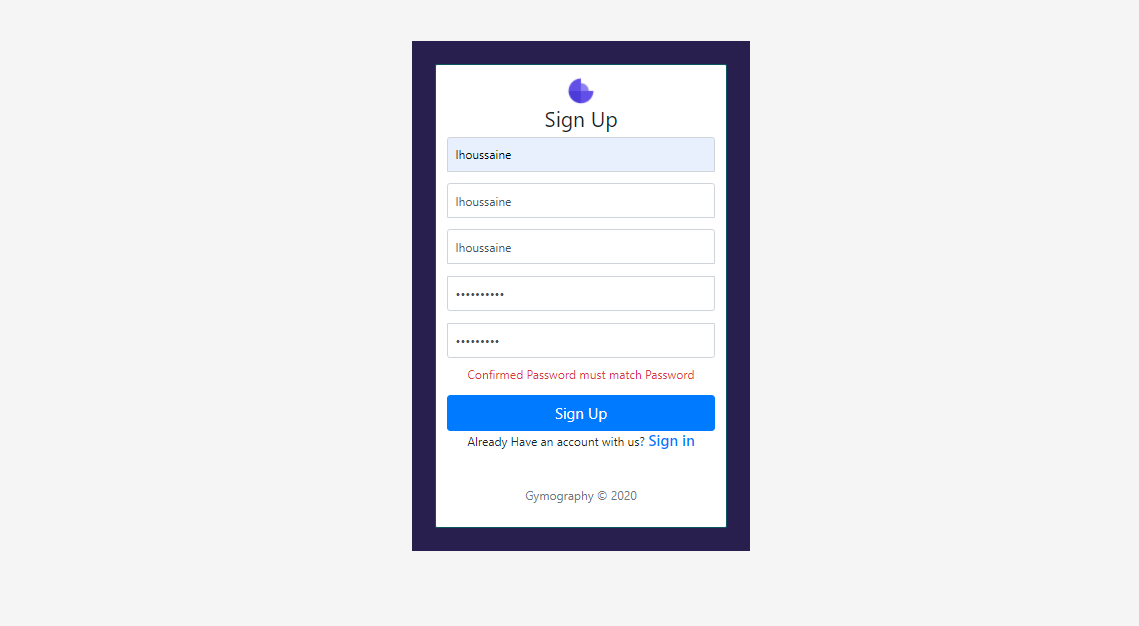 Sign Up
lhoussaine
lhoussaine
lhoussaine
••••••••••
•••••••••
Confirmed Password must match Password
Sign Up
Already Have an account with us? Sign in
Gymography © 2020